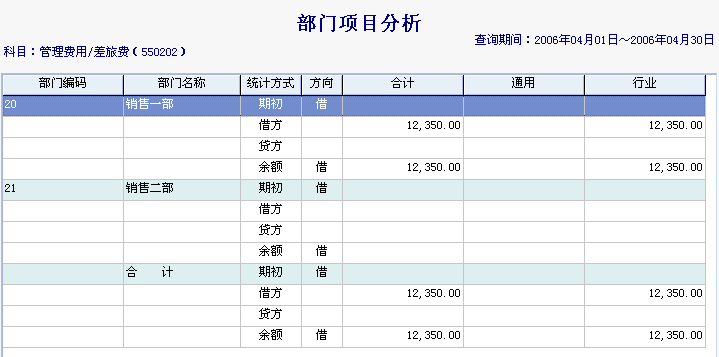 部门项目分析
查询期间：2006年04月01日～2006年04月30日
科目：管理费用/差旅费（550202）
部门编码 部门名称 统计方式 方向 合计 通用 行业
20 销售一部 期初 借
借方 12,350.00 12,350.00
贷方
余额 借 12,350.00 12,350.00
21 销售二部 期初 借
借方
贷方
余额 借
合 计 期初 借
借方 12,350.00 12,350.00
贷方
余额 借 12,350.00 12,350.00